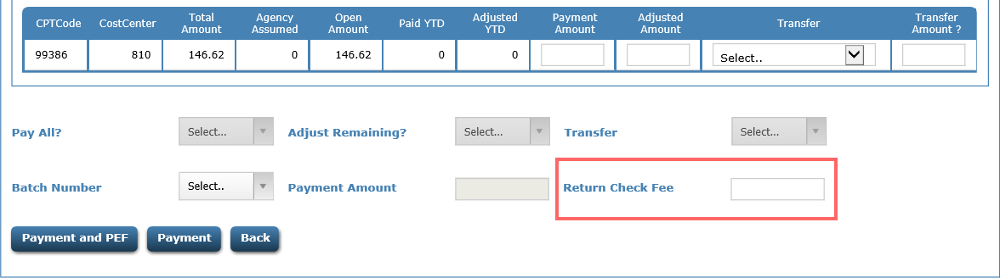 CPTCode CostCenter Total Amount Agency Assumed Open Amount Paid YTD Adjusted YTD Payment Amount Adjusted Amount Transfer Transfer Amount ?
99386 810 146.62 0 146.62 0 0 Select..
Pay All? Select... Adjust Remaining? Select... Transfer Select...
Batch Number Select.. Payment Amount Return Check Fee
Payment and PEF Payment Back